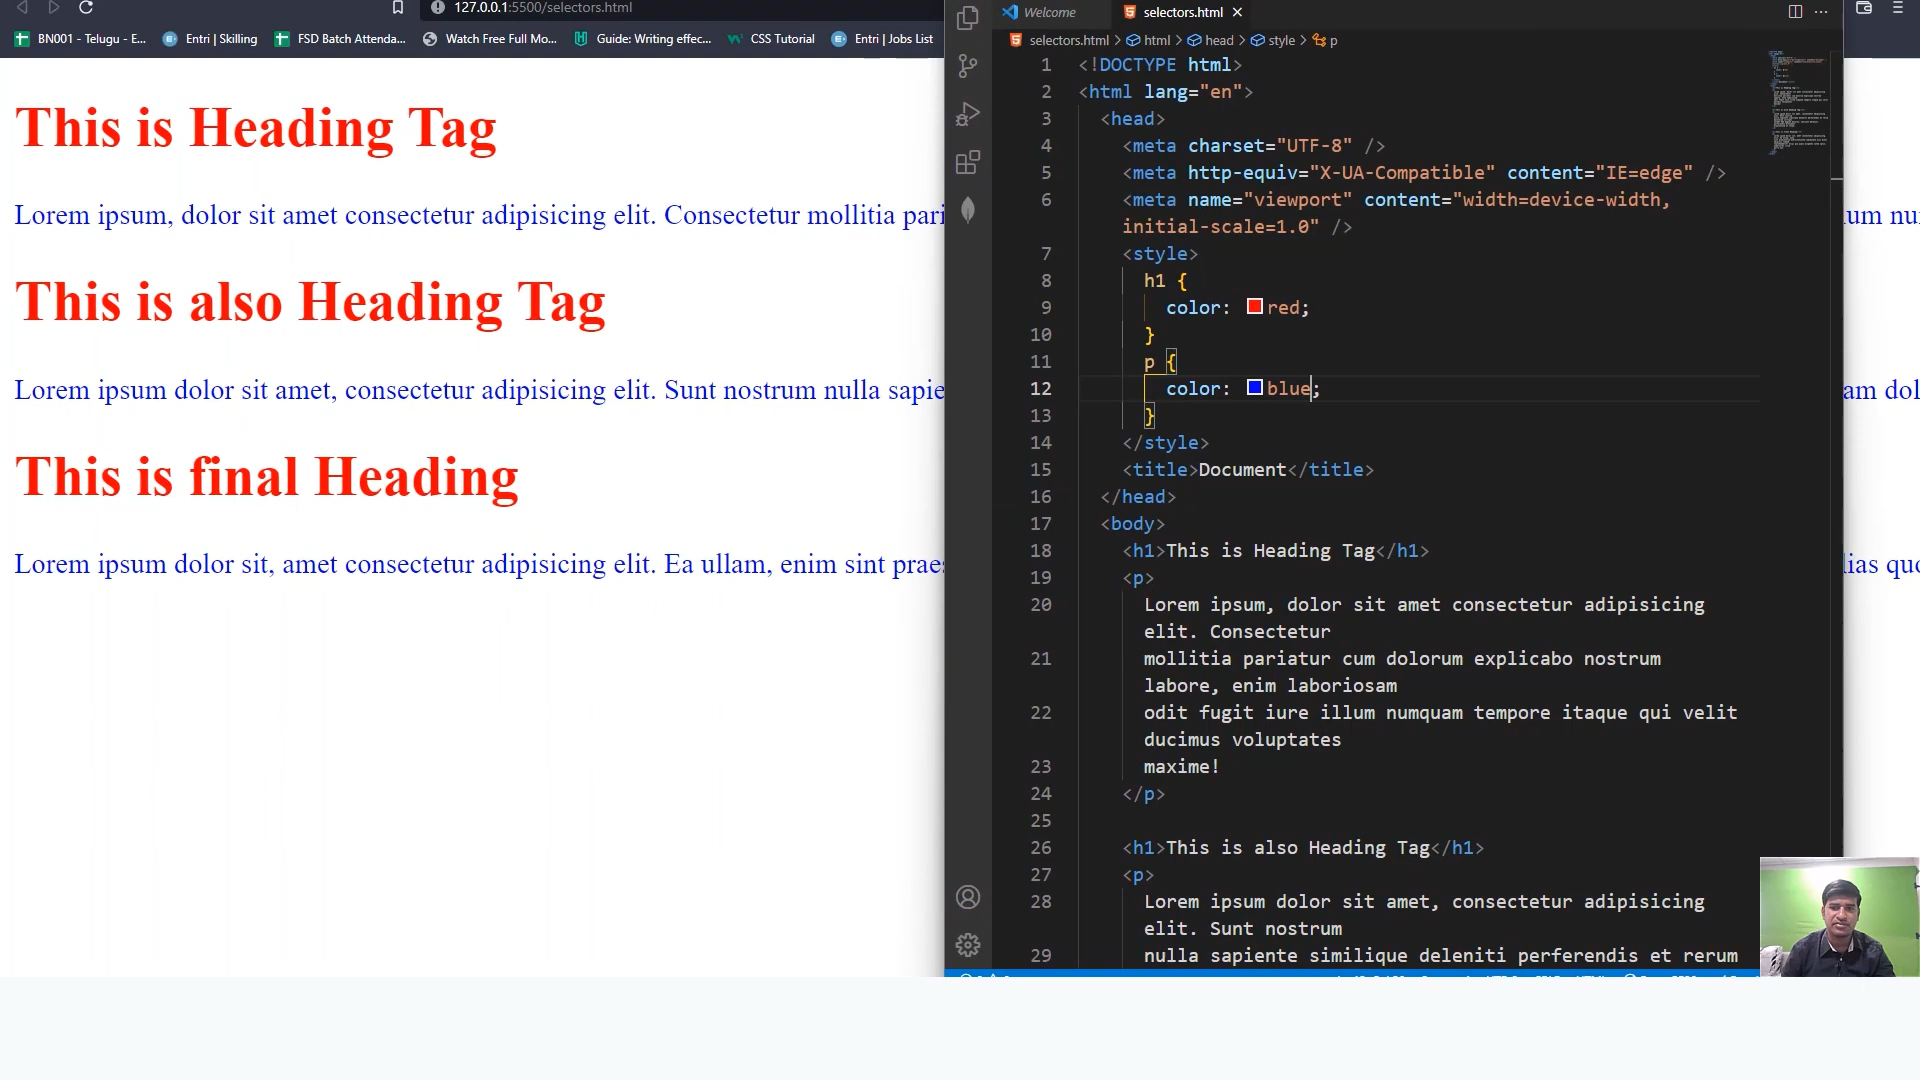 127.0.0.1:5500/selectors.html
BN001 - Telugu - E...
Entri | Skilling
FSD Batch Attenda...
Watch Free Full Mo...
Guide: Writing effec...
CSS Tutorial
Entri | Jobs List
This is Heading Tag
Lorem ipsum, dolor sit amet consectetur adipisicing elit. Consectetur mollitia pari
This is also Heading Tag
Lorem ipsum dolor sit amet, consectetur adipisicing elit. Sunt nostrum nulla sapie
This is final Heading
Lorem ipsum dolor sit, amet consectetur adipisicing elit. Ea ullam, enim sint prae
Welcome
selectors.html
selectors.html > html > head > style > p
1 <!DOCTYPE html>
2 <html lang="en">
3 <head>
4 <meta charset="UTF-8" />
5 <meta http-equiv="X-UA-Compatible" content="IE=edge" />
6 <meta name="viewport" content="width=device-width,
initial-scale=1.0" />
7 <style>
8 h1 {
9 color: red;
10 }
11 p {
12 color: blue;
13 }
14 </style>
15 <title>Document</title>
16 </head>
17 <body>
18 <h1>This is Heading Tag</h1>
19 <p>
20 Lorem ipsum, dolor sit amet consectetur adipisicing
elit. Consectetur
21 mollitia pariatur cum dolorum explicabo nostrum
labore, enim laboriosam
22 odit fugit iure illum numquam tempore itaque qui velit
ducimus voluptates
23 maxime!
24 </p>
25
26 <h1>This is also Heading Tag</h1>
27 <p>
28 Lorem ipsum dolor sit amet, consectetur adipisicing
elit. Sunt nostrum
29 nulla sapiente similique deleniti perferendis et rerum
um nu
am dol
lias quo